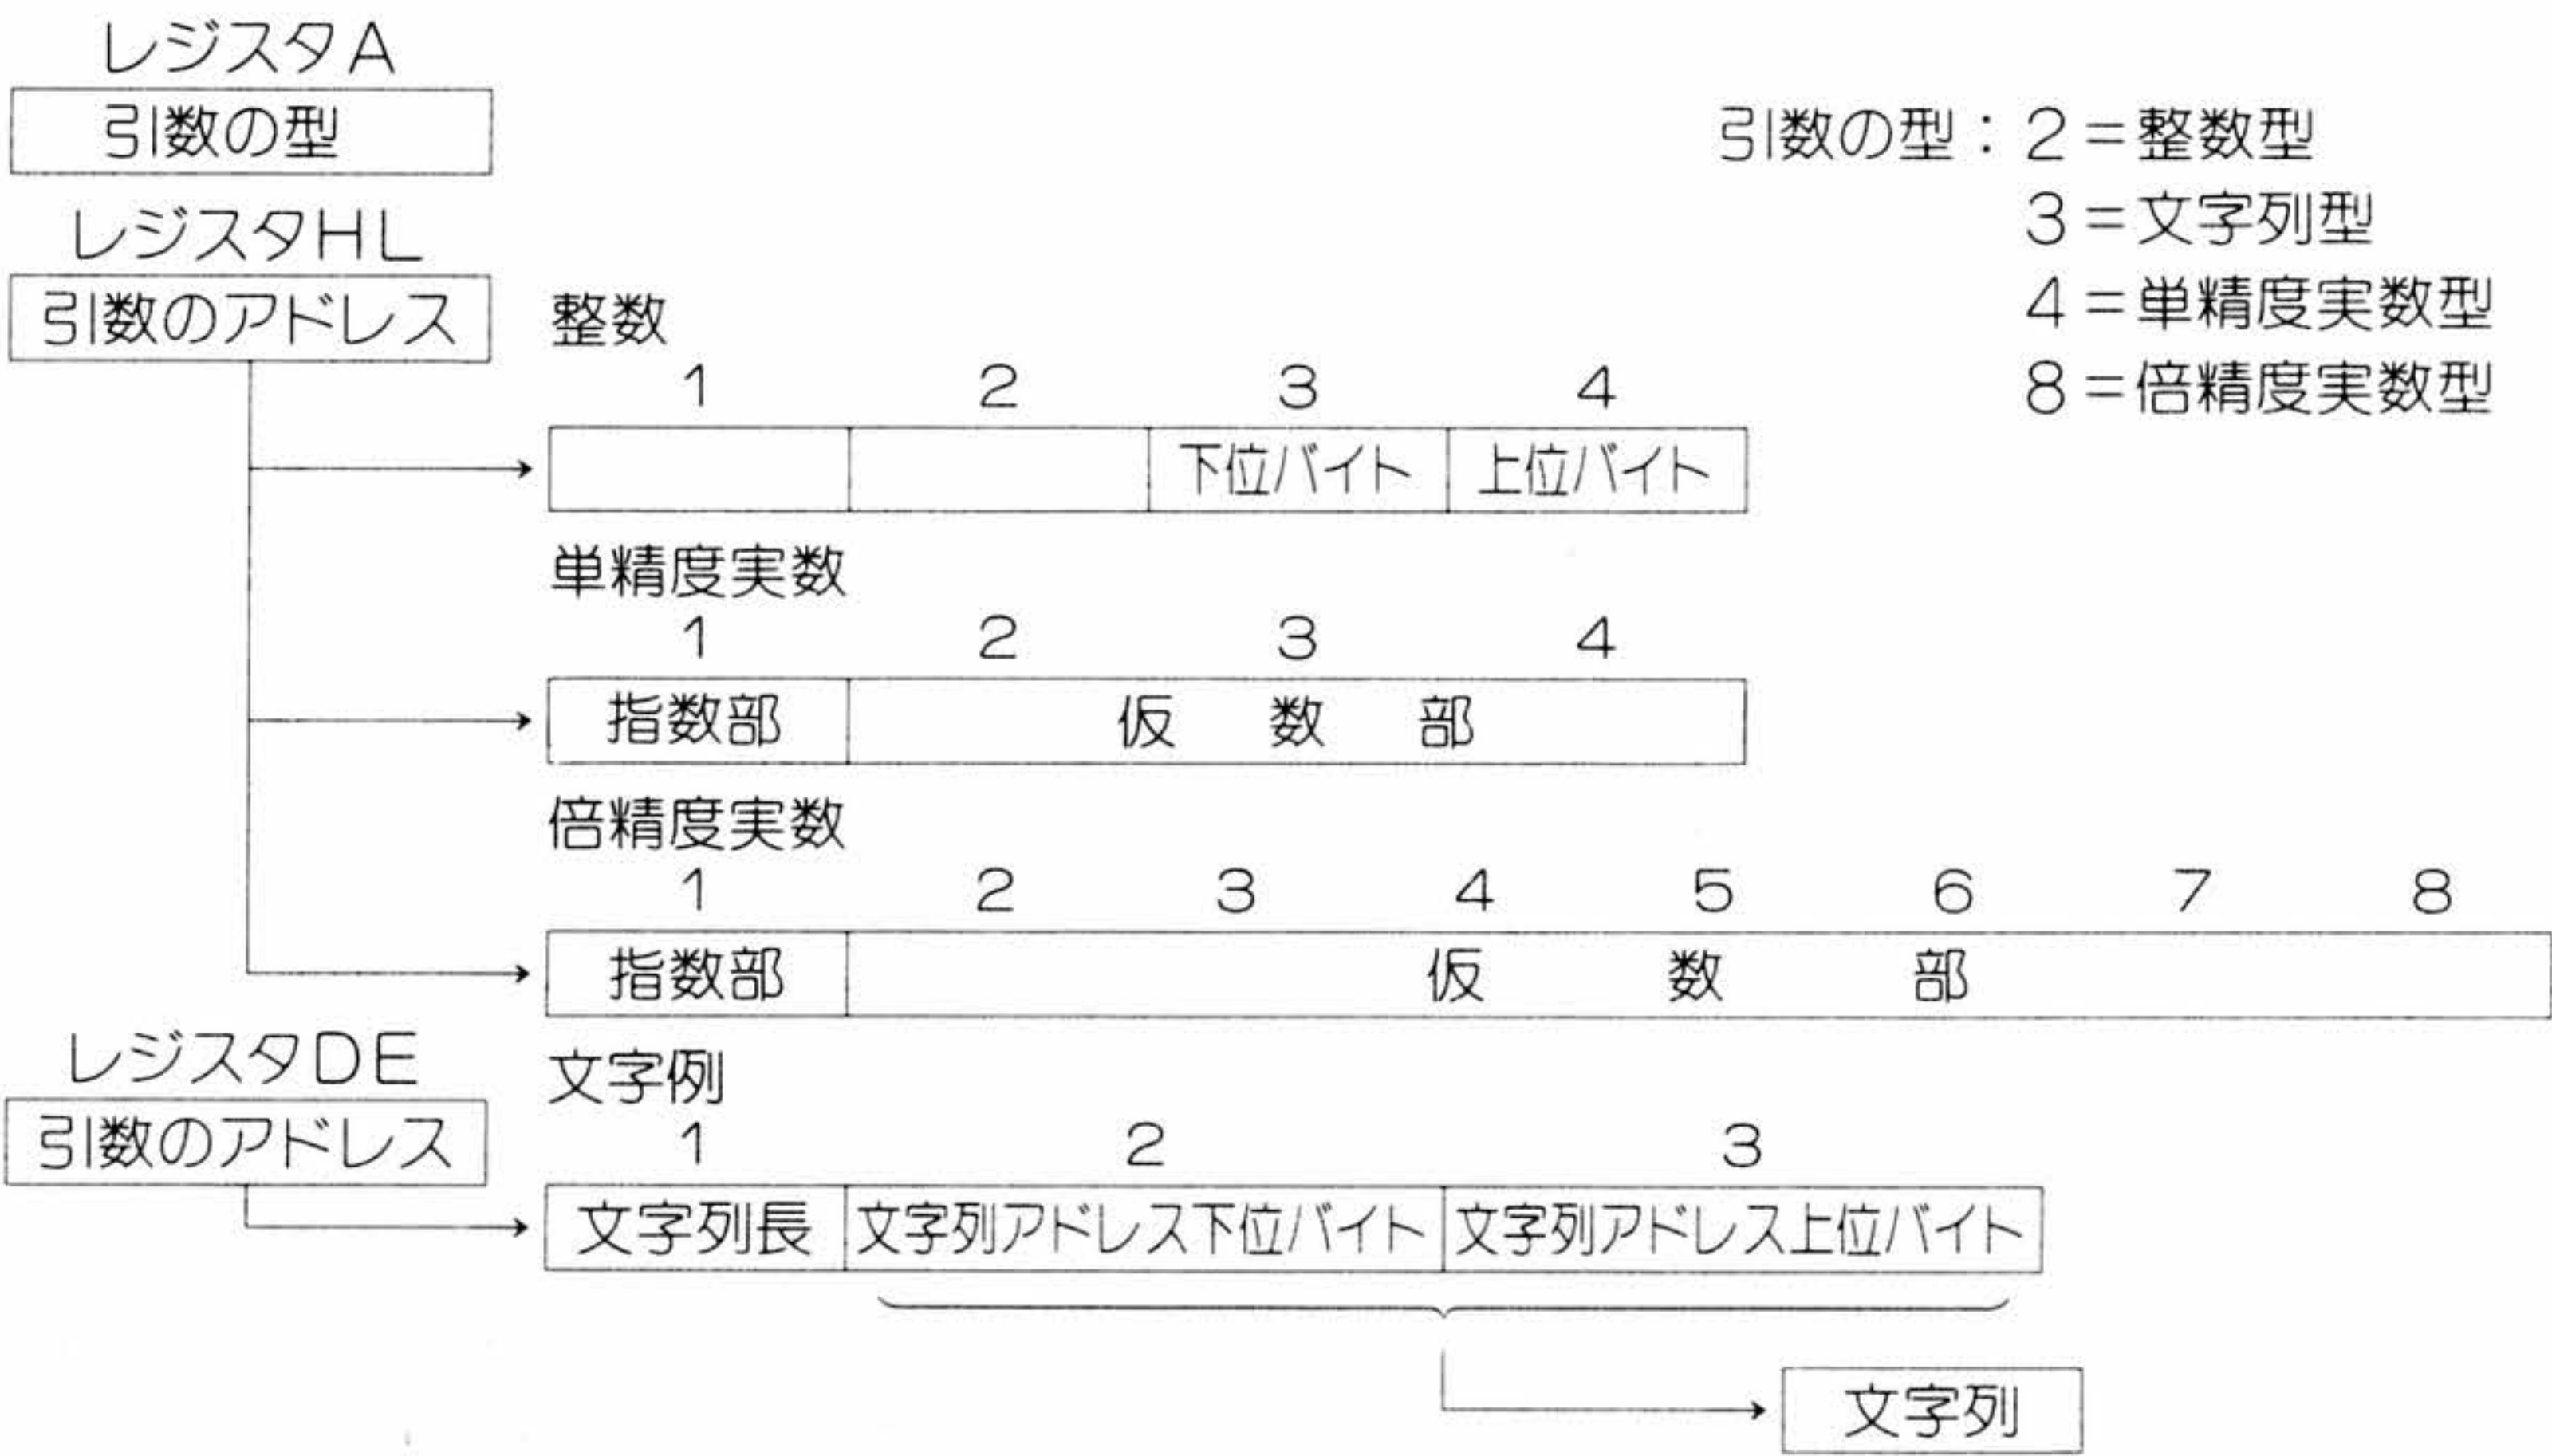 レジスタA
引数の型
引数の型：2＝整数型
3＝文字列型
4＝単精度実数型
8＝倍精度実数型
レジスタHL
引数のアドレス
整数
1 2 3 4
下位バイト 上位バイト
単精度実数
1 2 3 4
指数部 仮数部
倍精度実数
1 2 3 4 5 6 7 8
指数部 仮数部
レジスタDE
引数のアドレス
文字例
1 2 3
文字列長 文字列アドレス下位バイト 文字列アドレス上位バイト
文字列